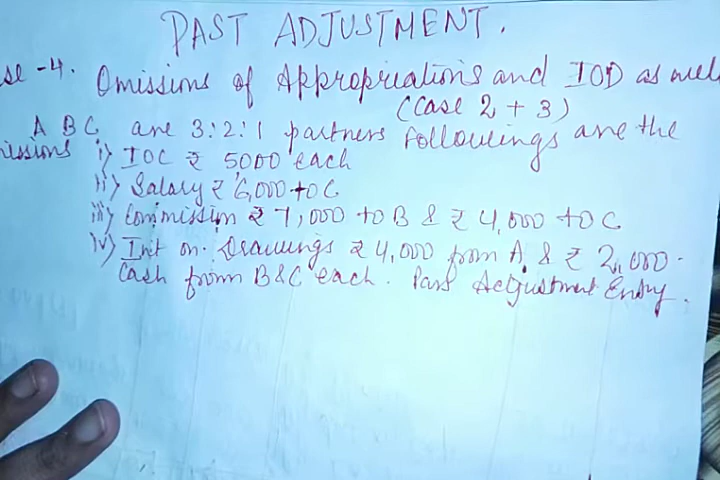 PAST ADJUSTMENT.
se -4. Omissions of Appropriations and IOD as well
(Case 2 + 3)
A B C are 3:2:1 partners followings are the
missions i) IOC ₹ 5000 each
ii) Salary ₹ 6,000 to C
iii) Commission ₹ 7,000 to B & ₹ 4,000 to C
iv) Int on. Drawings ₹ 4,000 from A, & ₹ 2,000.
Cash from B&C each. Pass Adjustment Entry.